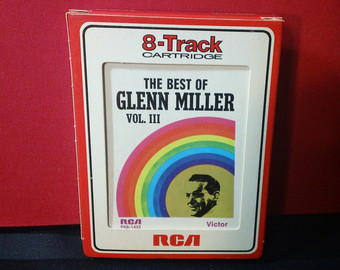 8-Track
CARTRIDGE
THE BEST OF
GLENN MILLER
VOL. III
RCA
Victor
RCA